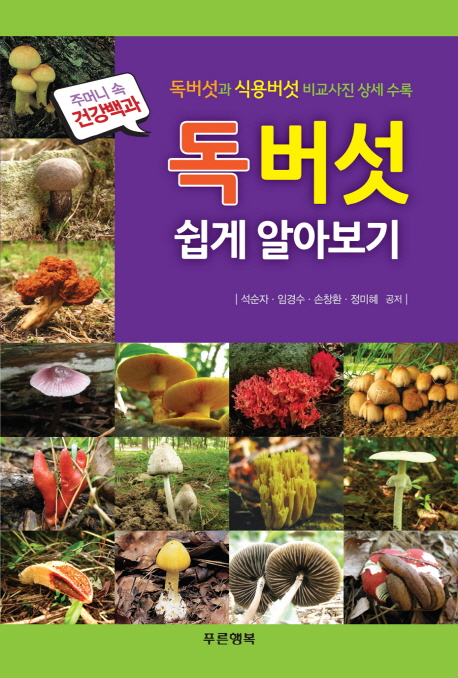 주머니 속
건강백과
독버섯과 식용버섯 비교사진 상세 수록
독버섯
쉽게 알아보기
| 석순자 · 임경수 · 손창환 · 정미혜 공저 |
푸른행복